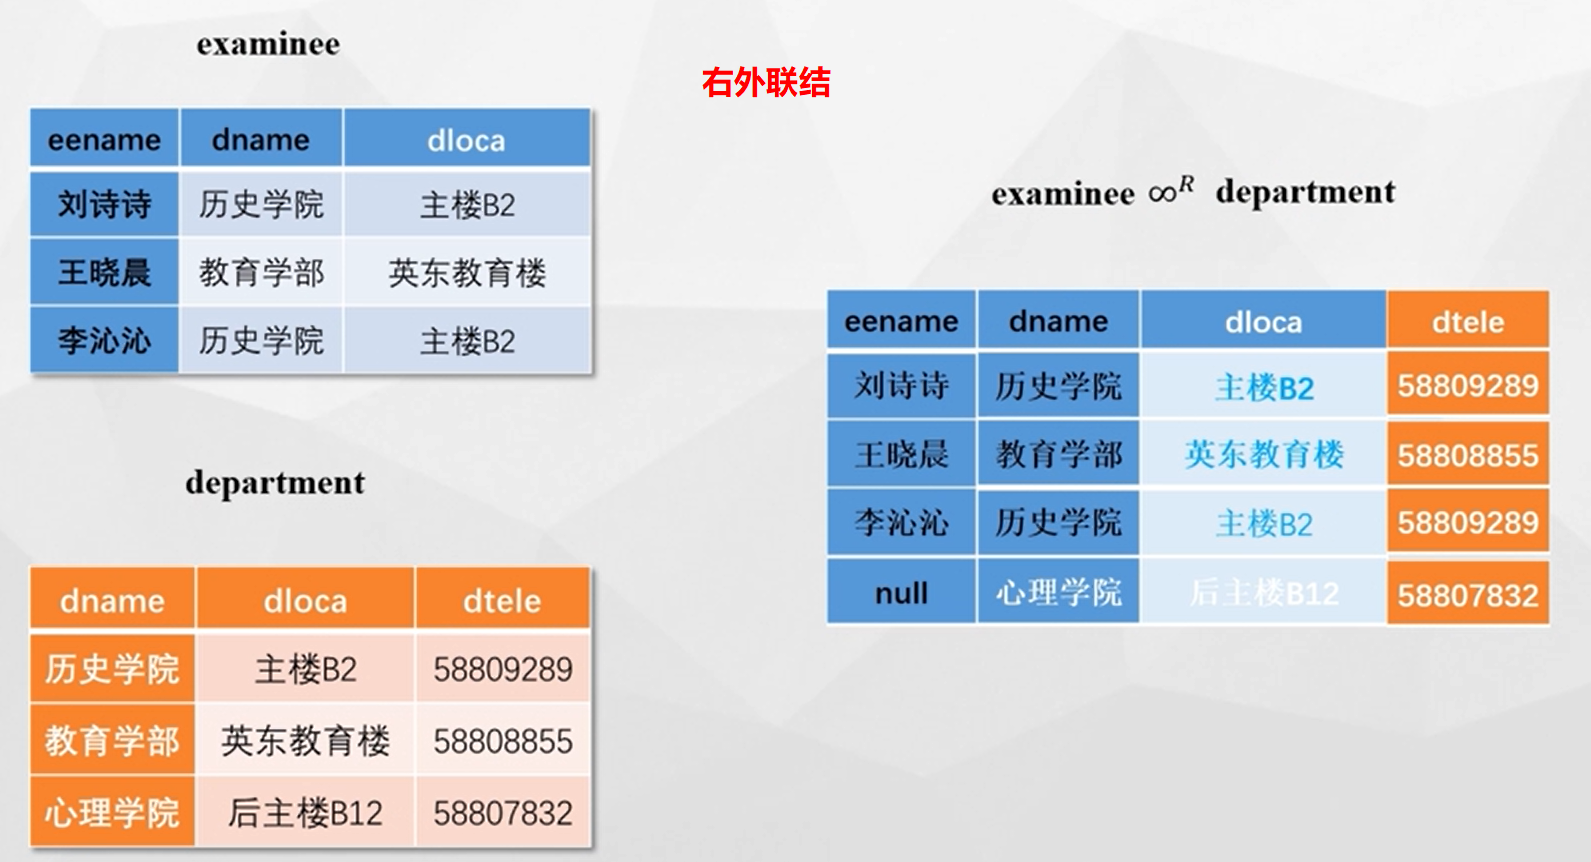 examinee
右外联结
eename dname dloca
刘诗诗 历史学院 主楼B2
王晓晨 教育学部 英东教育楼
李沁沁 历史学院 主楼B2
department
dname dloca dtele
历史学院 主楼B2 58809289
教育学部 英东教育楼 58808855
心理学院 后主楼B12 58807832
examinee ∞ᴿ department
eename dname dloca dtele
刘诗诗 历史学院 主楼B2 58809289
王晓晨 教育学部 英东教育楼 58808855
李沁沁 历史学院 主楼B2 58809289
null 心理学院 后主楼B12 58807832